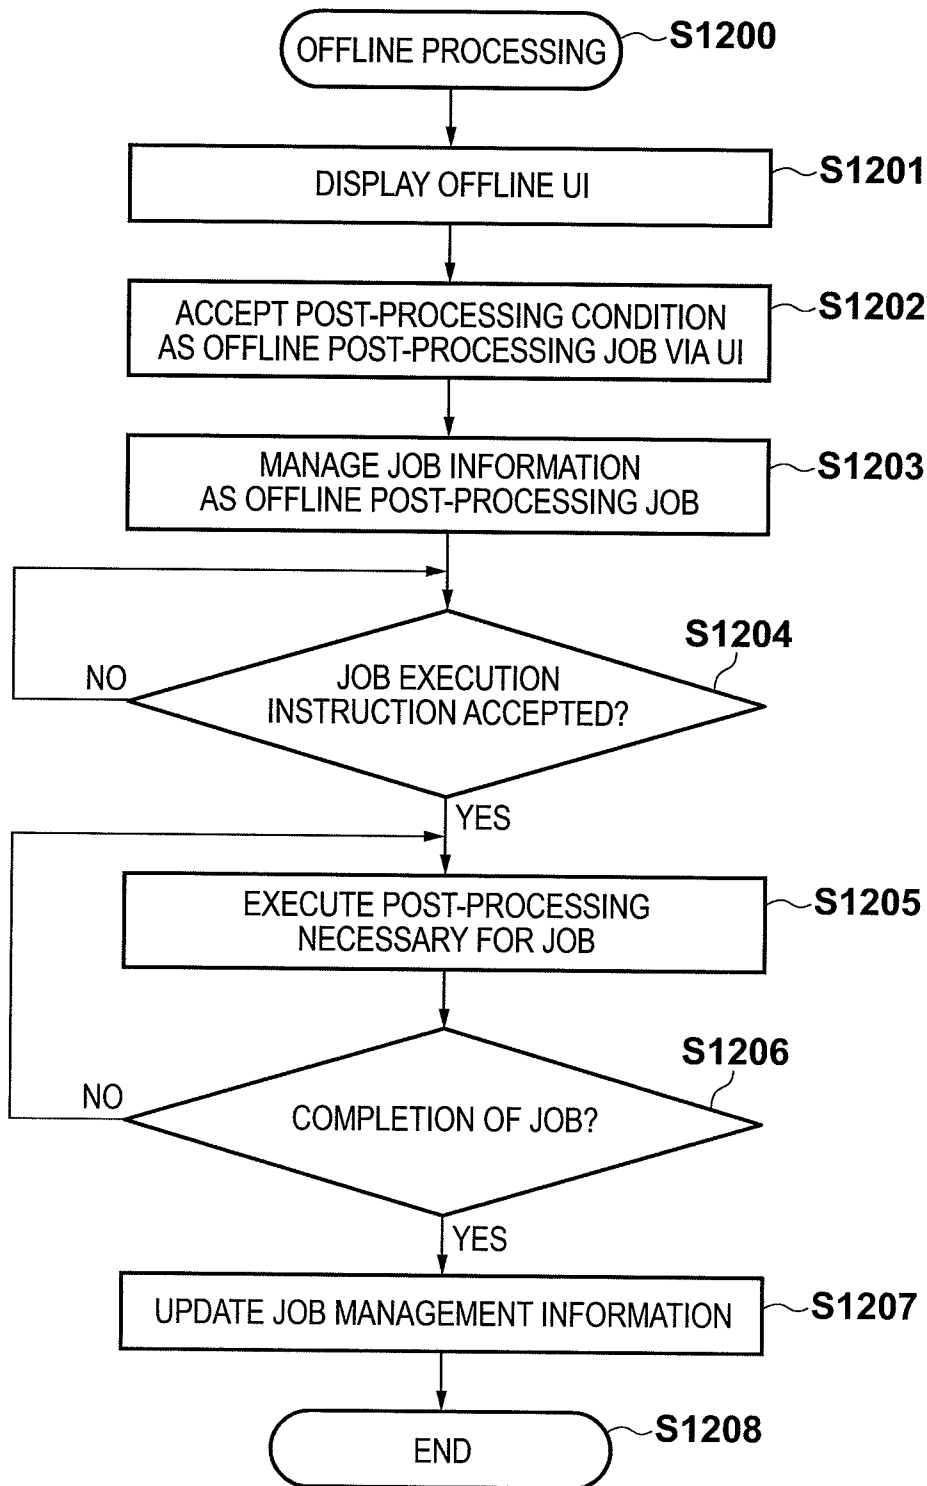 OFFLINE PROCESSING
S1200
DISPLAY OFFLINE UI
S1201
ACCEPT POST-PROCESSING CONDITION
AS OFFLINE POST-PROCESSING JOB VIA UI
S1202
MANAGE JOB INFORMATION
AS OFFLINE POST-PROCESSING JOB
S1203
S1204
NO
JOB EXECUTION
INSTRUCTION ACCEPTED?
YES
EXECUTE POST-PROCESSING
NECESSARY FOR JOB
S1205
S1206
NO
COMPLETION OF JOB?
YES
UPDATE JOB MANAGEMENT INFORMATION
S1207
END
S1208